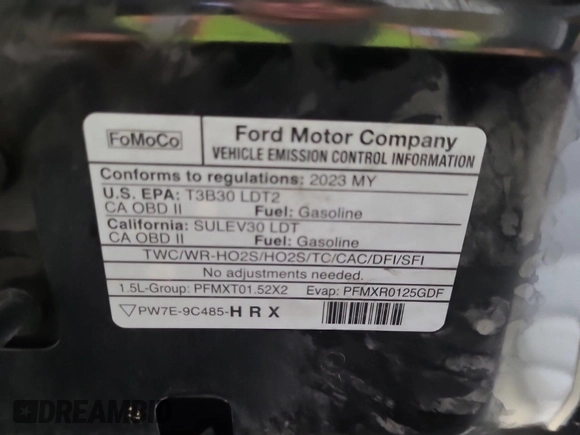 FoMoCo
Ford Motor Company
VEHICLE EMISSION CONTROL INFORMATION
Conforms to regulations: 2023 MY
U.S. EPA: T3B30 LDT2
CA OBD II Fuel: Gasoline
California: SULEV30 LDT
CA OBD II Fuel: Gasoline
TWC/WR-HO2S/HO2S/TC/CAC/DFI/SFI
No adjustments needed.
1.5L-Group: PFMXT01.52X2 Evap: PFMXR0125GDF
PW7E-9C485-HRX
DREAMBID